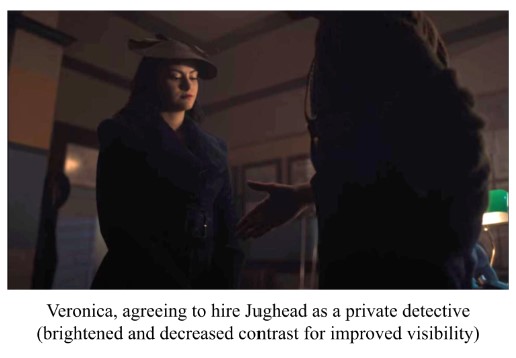 Veronica, agreeing to hire Jughead as a private detective
(brightened and decreased contrast for improved visibility)